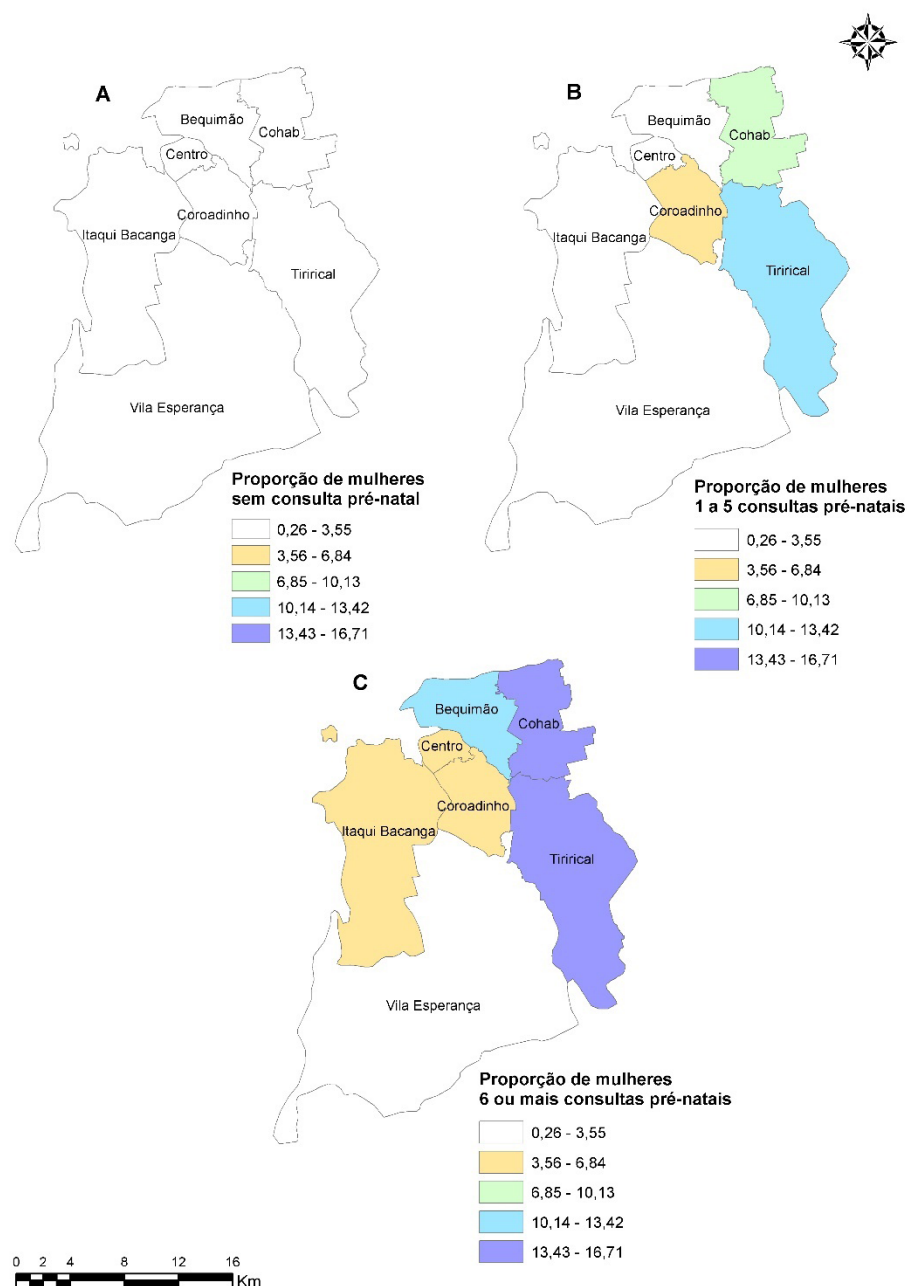 A
Bequimão
Cohab
Centro
Coroadinho
Itaqui Bacanga
Tirirical
Vila Esperança
Proporção de mulheres
sem consulta pré-natal
0,26 - 3,55
3,56 - 6,84
6,85 - 10,13
10,14 - 13,42
13,43 - 16,71
B
Bequimão
Cohab
Centro
Coroadinho
Itaqui Bacanga
Tirirical
Vila Esperança
Proporção de mulheres
1 a 5 consultas pré-natais
0,26 - 3,55
3,56 - 6,84
6,85 - 10,13
10,14 - 13,42
13,43 - 16,71
C
Bequimão
Cohab
Centro
Coroadinho
Itaqui Bacanga
Tirirical
Vila Esperança
Proporção de mulheres
6 ou mais consultas pré-natais
0,26 - 3,55
3,56 - 6,84
6,85 - 10,13
10,14 - 13,42
13,43 - 16,71
0 2 4 8 12 16
Km